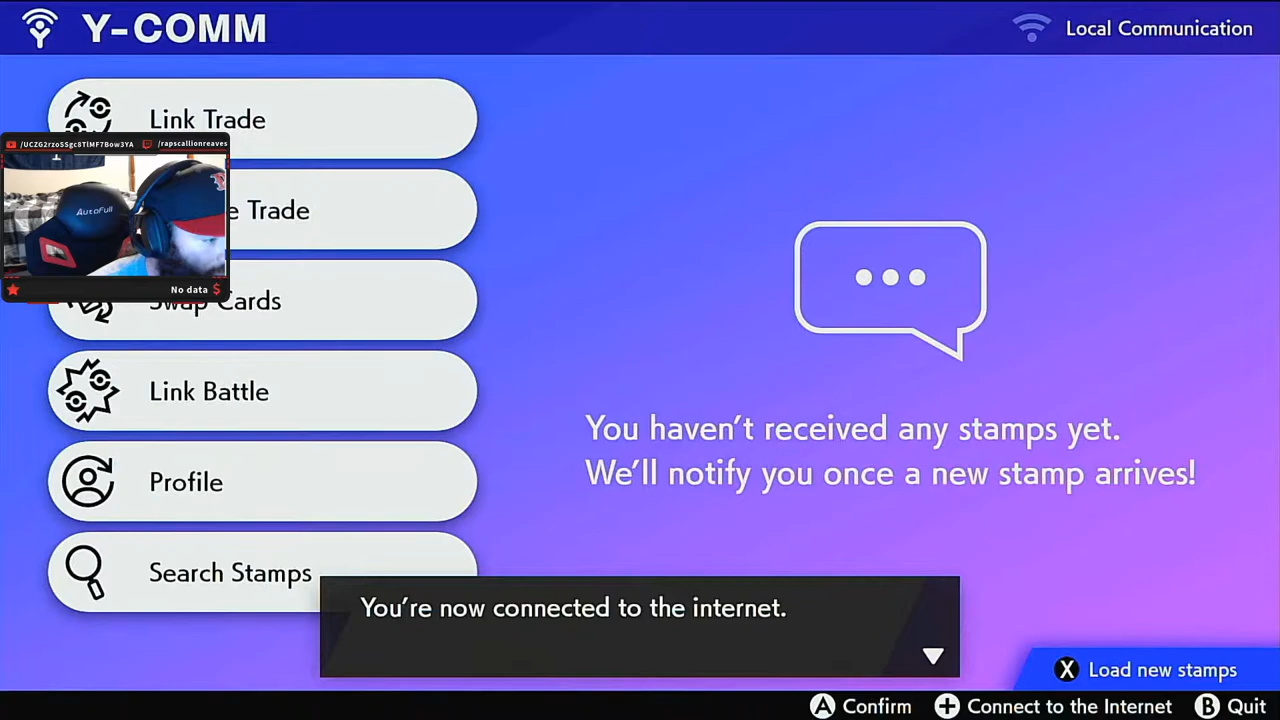 Y-COMM
Local Communication
Link Trade
/UCZG2rzoSSgc8TlMF7Bow3YA
/rapscallionreaves
AutoFull
e Trade
No data $
Swap Cards
Link Battle
Profile
Search Stamps
You haven't received any stamps yet.
We'll notify you once a new stamp arrives!
You're now connected to the internet.
X Load new stamps
A Confirm + Connect to the Internet B Quit